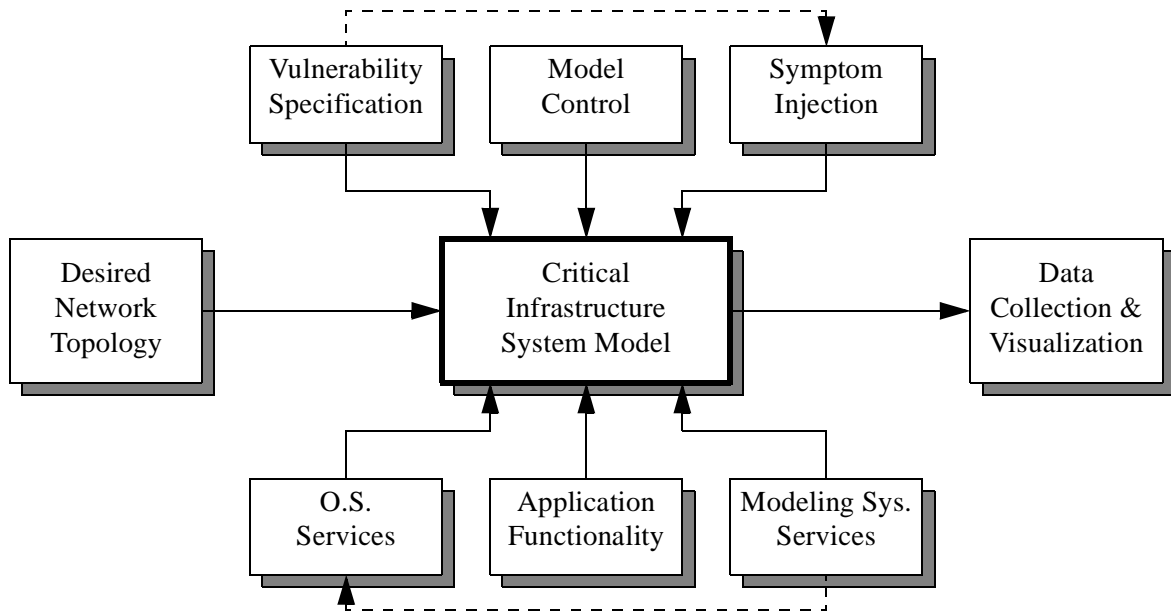 Vulnerability
Specification
Model
Control
Symptom
Injection
Desired
Network
Topology
Critical
Infrastructure
System Model
Data
Collection &
Visualization
O.S.
Services
Application
Functionality
Modeling Sys.
Services